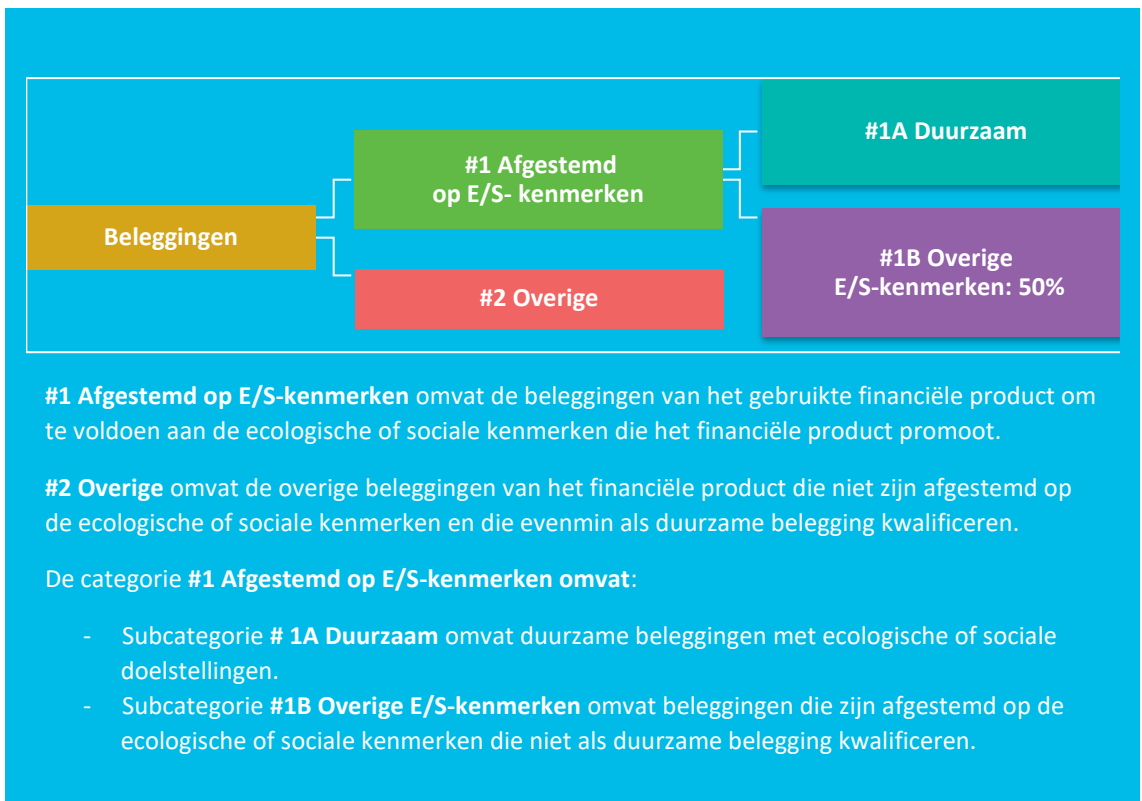 #1A Duurzaam
#1 Afgestemd
op E/S- kenmerken
Beleggingen
#1B Overige
E/S-kenmerken: 50%
#2 Overige
#1 Afgestemd op E/S-kenmerken omvat de beleggingen van het gebruikte financiële product om
te voldoen aan de ecologische of sociale kenmerken die het financiële product promoot.
#2 Overige omvat de overige beleggingen van het financiële product die niet zijn afgestemd op
de ecologische of sociale kenmerken en die evenmin als duurzame belegging kwalificeren.
De categorie #1 Afgestemd op E/S-kenmerken omvat:
- Subcategorie # 1A Duurzaam omvat duurzame beleggingen met ecologische of sociale
doelstellingen.
- Subcategorie #1B Overige E/S-kenmerken omvat beleggingen die zijn afgestemd op de
ecologische of sociale kenmerken die niet als duurzame belegging kwalificeren.